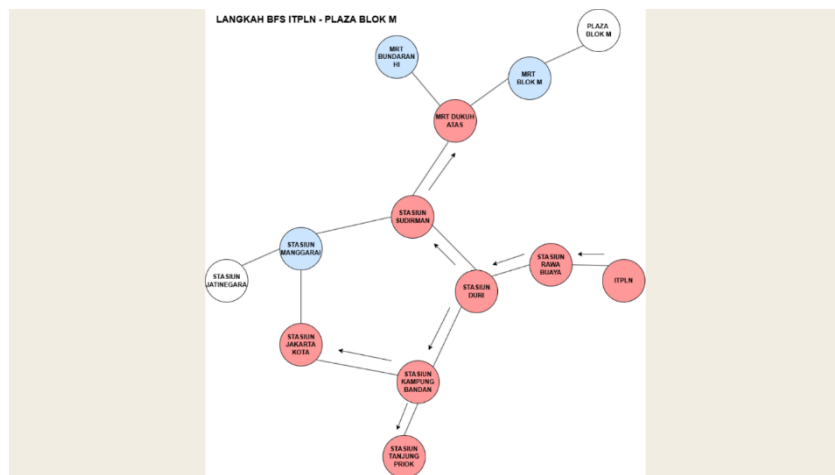 LANGKAH BFS ITPLN - PLAZA BLOK M
PLAZA
BLOK M
MRT
BUNDARAN
HI
MRT
BLOK M
MRT DUKUH
ATAS
STASIUN
SUDIRMAN
STASIUN
MANGGARAI
STASIUN
RAWA
BUAYA
STASIUN
JATINEGARA
STASIUN
DURI
ITPLN
STASIUN
JAKARTA
KOTA
STASIUN
KAMPUNG
BANDAN
STASIUN
TANJUNG
PRIOK